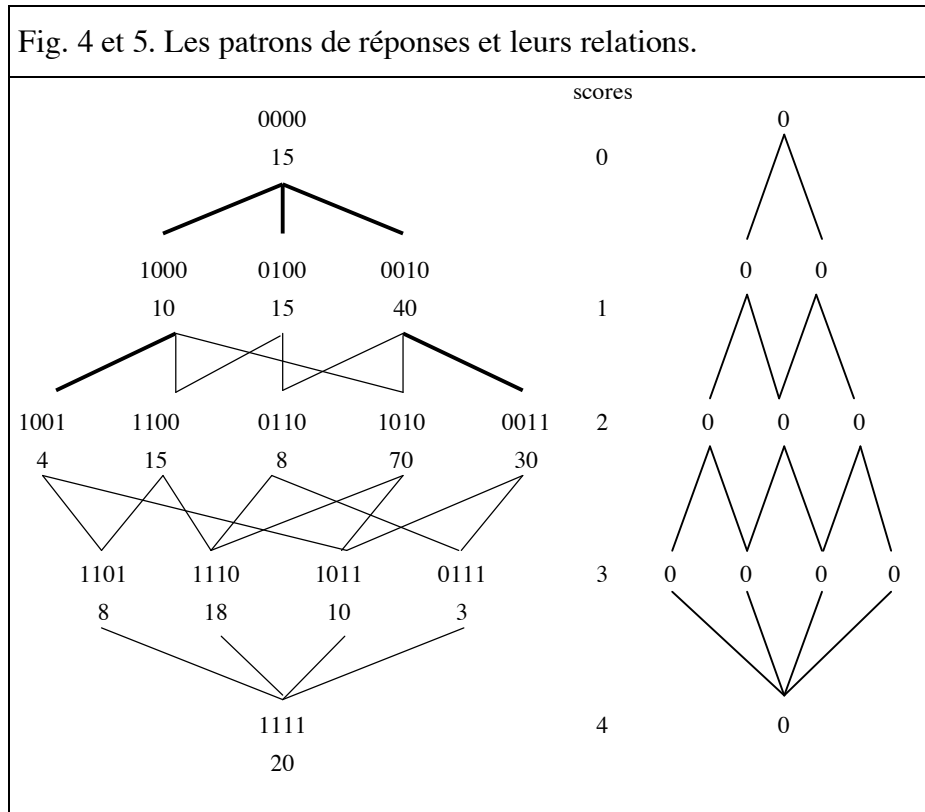 Fig. 4 et 5. Les patrons de réponses et leurs relations.
scores
0000 0
15 0
1000 0100 0010 0 0
10 15 40 1
1001 1100 0110 1010 0011 2 0 0 0
4 15 8 70 30
1101 1110 1011 0111 3 0 0 0 0
8 18 10 3
1111 4 0
20